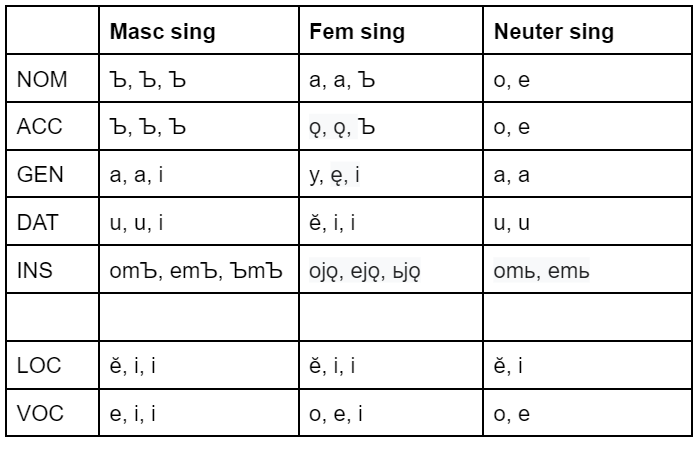 Masc sing Fem sing Neuter sing
NOM Ъ, Ъ, Ъ a, a, Ъ o, e
ACC Ъ, Ъ, Ъ ǫ, ǫ, Ъ o, e
GEN a, a, i y, ę, i a, a
DAT u, u, i ě, i, i u, u
INS omЪ, emЪ, ЪmЪ ojǫ, ejǫ, ьjǫ omь, emь
LOC ě, i, i ě, i, i ě, i
VOC e, i, i o, e, i o, e